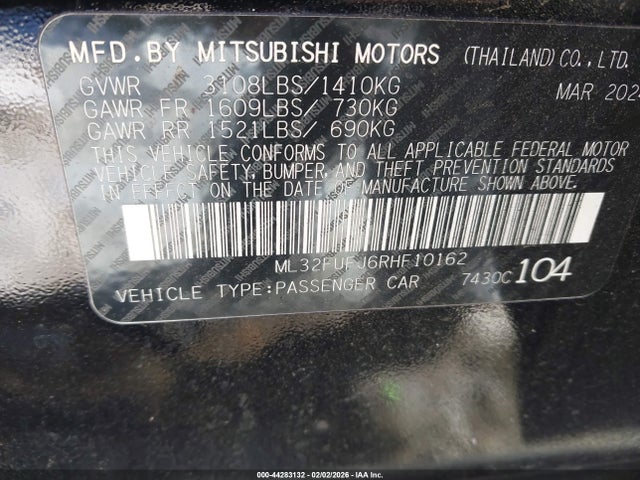 MFD.BY MITSUBISHI MOTORS (THAILAND)CO.,LTD.
GVWR 3108LBS/1410KG MAR 2024
GAWR FR 1609LBS/ 730KG
GAWR RR 1521LBS/ 690KG
THIS VEHICLE CONFORMS TO ALL APPLICABLE FEDERAL MOTOR
VEHICLE SAFETY, BUMPER, AND THEFT PREVENTION STANDARDS
IN EFFECT ON THE DATE OF MANUFACTURE SHOWN ABOVE.
ML32FUFJ6RHF10162
VEHICLE TYPE:PASSENGER CAR 7430C 104
000-44283132 - 02/02/2026 - IAA Inc.